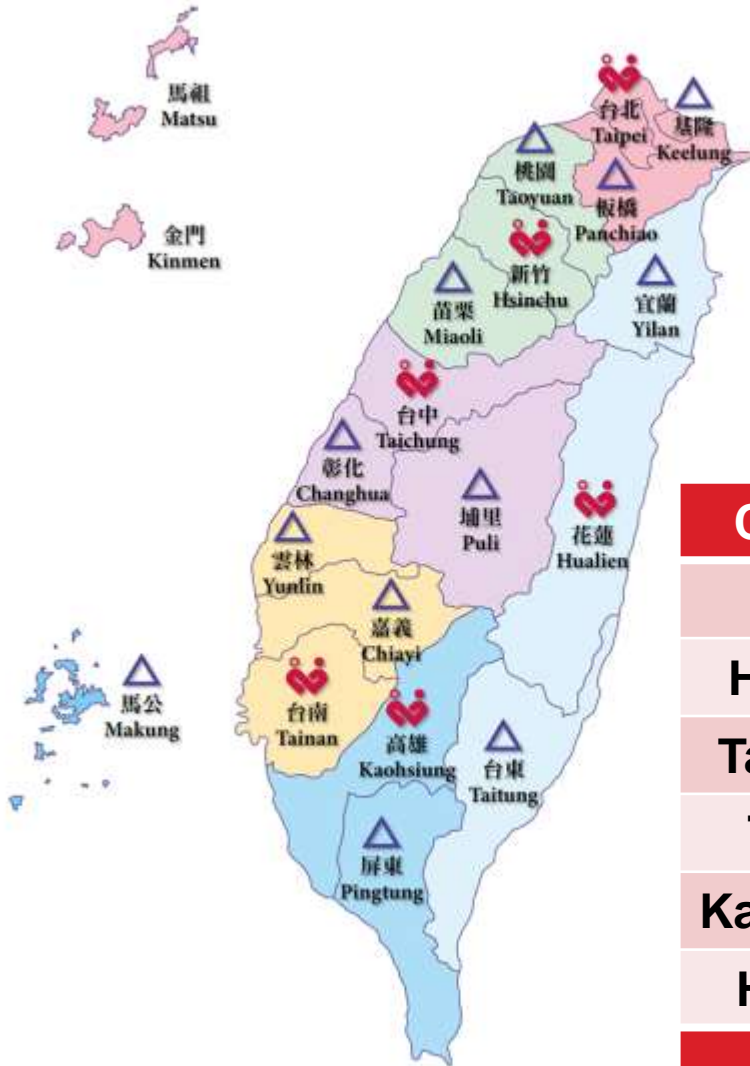 馬祖
Matsu
金門
Kinmen
台北
Taipei
基隆
Keelung
桃園
Taoyuan
板橋
Panchiao
新竹
Hsinchu
苗栗
Miaoli
宜蘭
Yilan
台中
Taichung
彰化
Changhua
埔里
Puli
花蓮
Hualien
雲林
Yunlin
嘉義
Chiayi
馬公
Makung
台南
Tainan
高雄
Kaohsiung
台東
Taitung
屏東
Pingtung
H
Ta
Ka
H